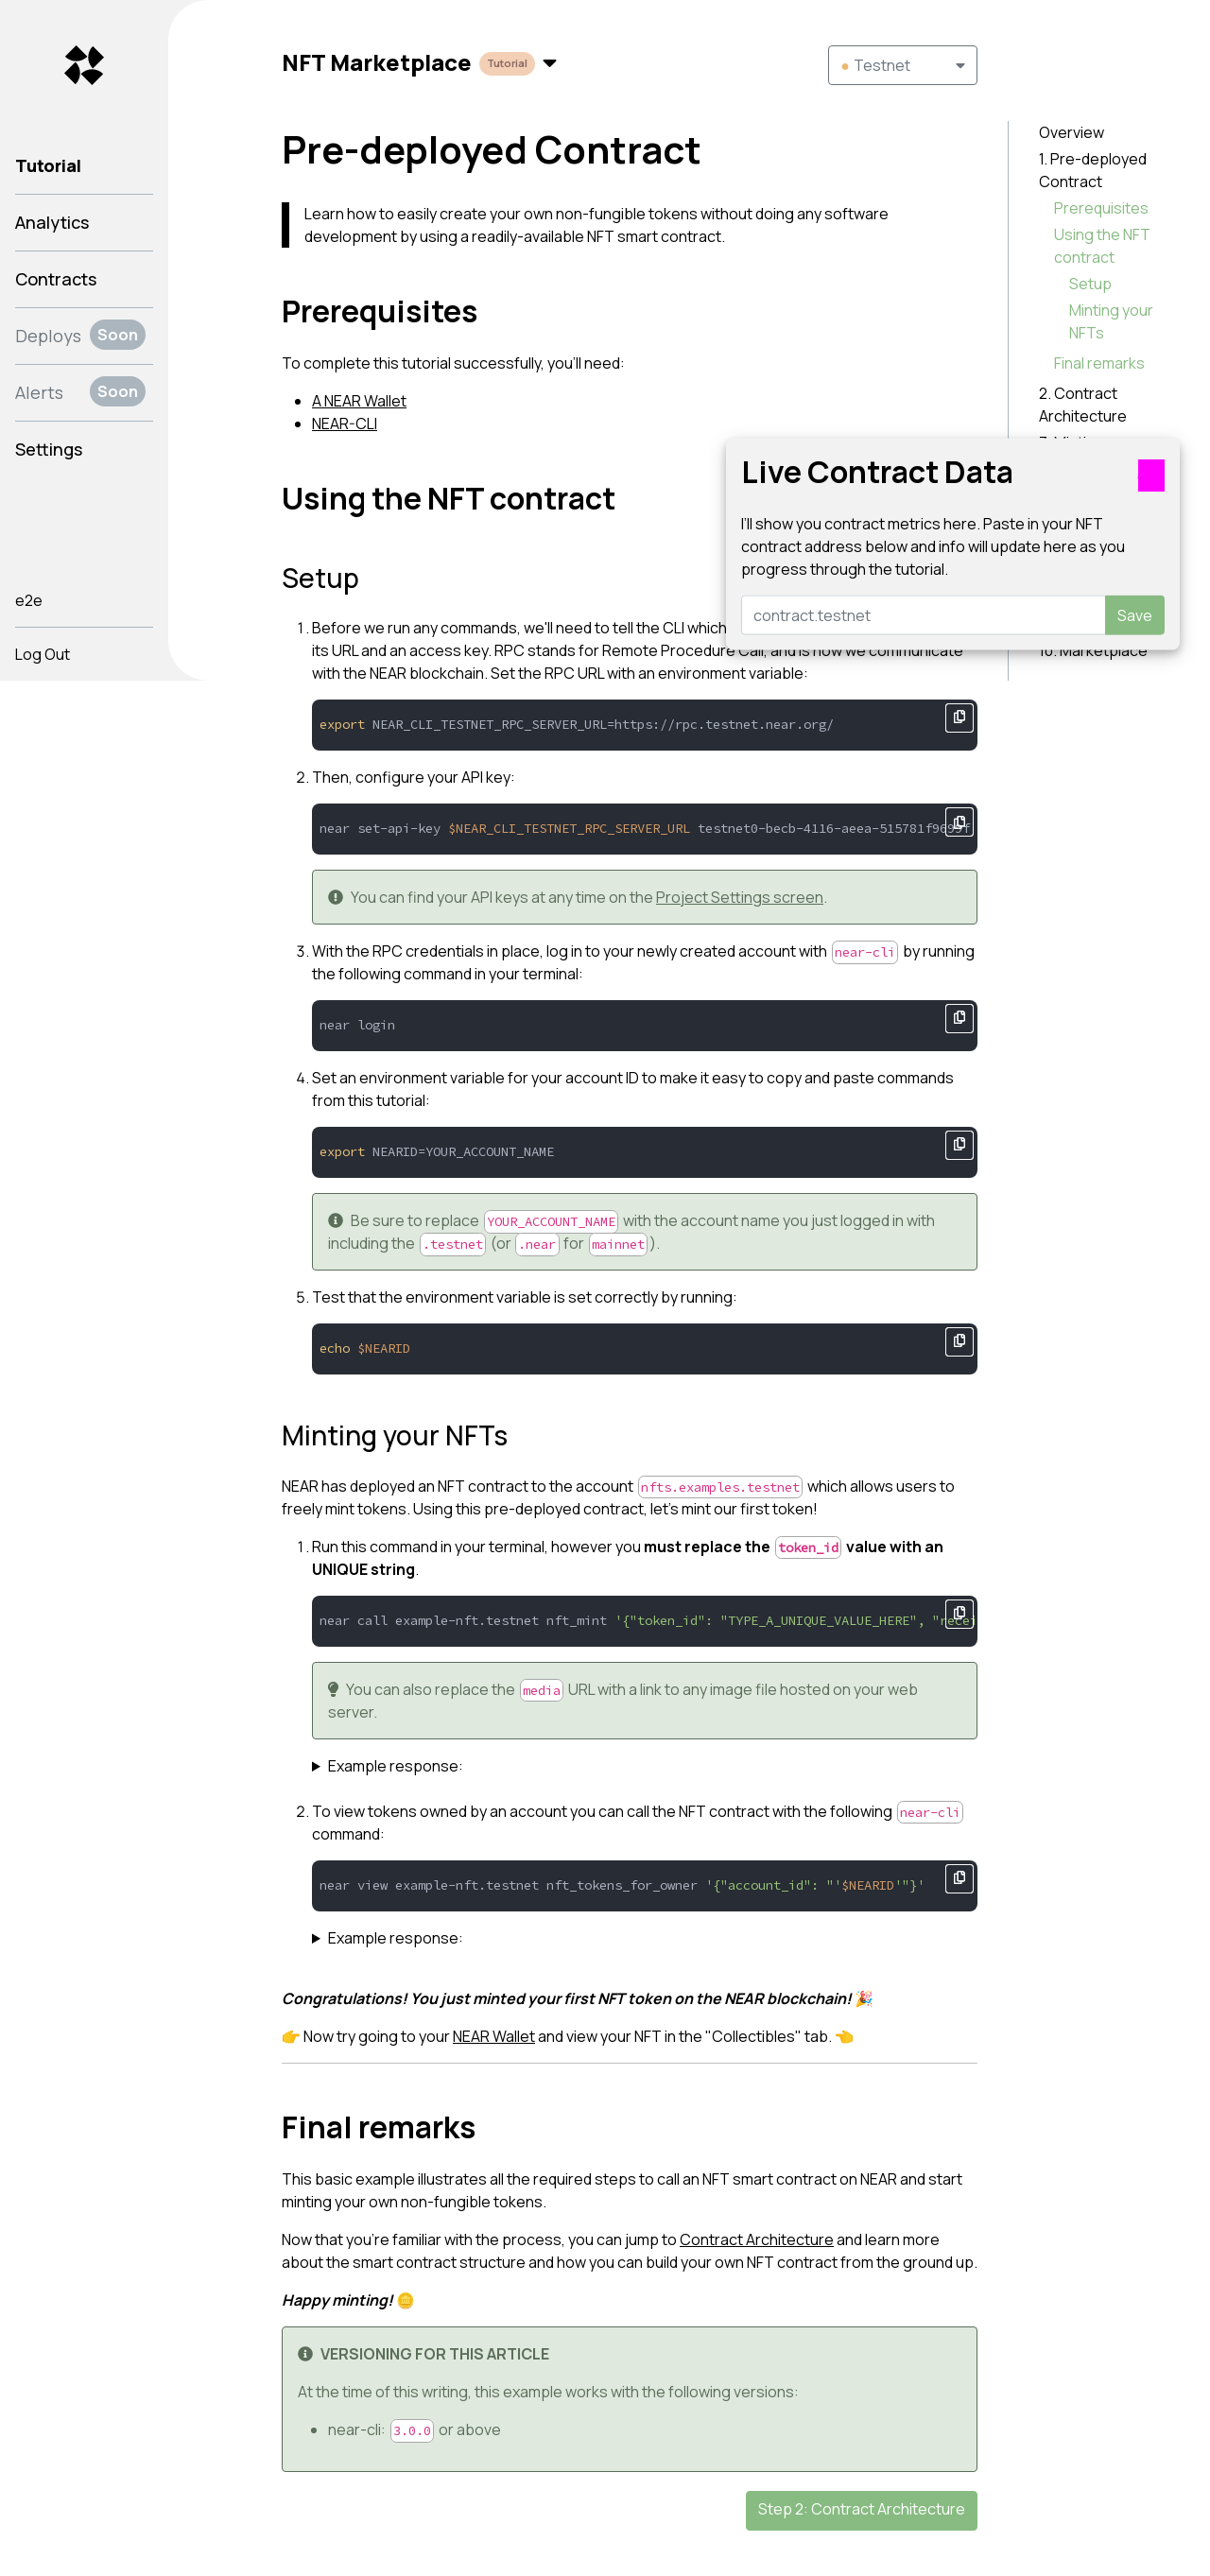 Tutorial
Analytics
Contracts
Deploys Soon
Alerts Soon
Settings
e2e
Log Out
NFT Marketplace Tutorial
Testnet
Pre-deployed Contract
Learn how to easily create your own non-fungible tokens without doing any software
development by using a readily-available NFT smart contract.
Prerequisites
To complete this tutorial successfully, you'll need:
A NEAR Wallet
NEAR-CLI
Using the NFT contract
Setup
1. Before we run any commands, we'll need to tell the CLI which
its URL and an access key. RPC stands for Remote Procedure Call, and is how we communicate
with the NEAR blockchain. Set the RPC URL with an environment variable:
export NEAR_CLI_TESTNET_RPC_SERVER_URL=https://rpc.testnet.near.org/
2. Then, configure your API key:
near set-api-key $NEAR_CLI_TESTNET_RPC_SERVER_URL
You can find your API keys at any time on the Project Settings screen.
3. With the RPC credentials in place, log in to your newly created account with near-cli by running
the following command in your terminal:
near login
4. Set an environment variable for your account ID to make it easy to copy and paste commands
from this tutorial:
export NEARID=YOUR_ACCOUNT_NAME
Be sure to replace YOUR_ACCOUNT_NAME with the account name you just logged in with
including the .testnet (or .near for mainnet).
5. Test that the environment variable is set correctly by running:
echo $NEARID
Minting your NFTs
NEAR has deployed an NFT contract to the account nfts.examples.testnet which allows users to
freely mint tokens. Using this pre-deployed contract, let's mint our first token!
1. Run this command in your terminal, however you must replace the token_id value with an
UNIQUE string.
near call example-nft.testnet nft_mint '{"token_id": "TYPE_A_UNIQUE_VALUE_HERE", "recei
You can also replace the media URL with a link to any image file hosted on your web
server.
Example response:
2. To view tokens owned by an account you can call the NFT contract with the following near-cli
command:
near view example-nft.testnet nft_tokens_for_owner '{"account_id": "'$NEARID'"}'
Example response:
Congratulations! You just minted your first NFT token on the NEAR blockchain! 🎉
👉 Now try going to your NEAR Wallet and view your NFT in the "Collectibles" tab. 👈
Final remarks
This basic example illustrates all the required steps to call an NFT smart contract on NEAR and start
minting your own non-fungible tokens.
Now that you're familiar with the process, you can jump to Contract Architecture and learn more
about the smart contract structure and how you can build your own NFT contract from the ground up.
Happy minting! 🪙
VERSIONING FOR THIS ARTICLE
At the time of this writing, this example works with the following versions:
near-cli: 3.0.0 or above
Step 2: Contract Architecture
Overview
1. Pre-deployed
Contract
Prerequisites
Using the NFT
contract
Setup
Minting your
NFTs
Final remarks
2. Contract
Architecture
10. Marketplace
Live Contract Data
I'll show you contract metrics here. Paste in your NFT
contract address below and info will update here as you
progress through the tutorial.
contract.testnet
Save